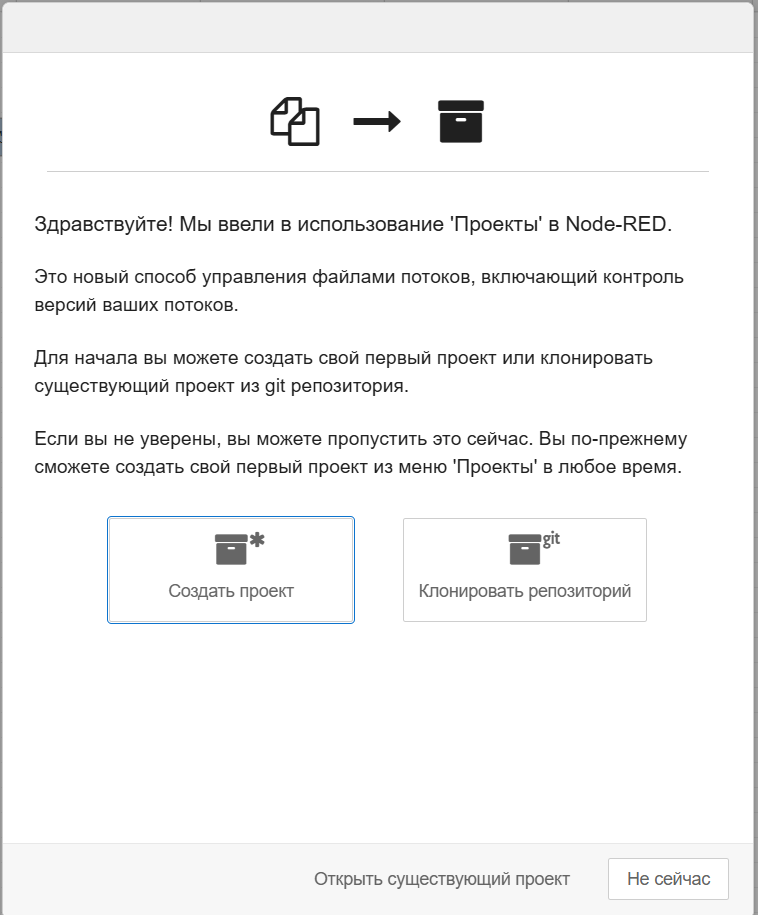 Здравствуйте! Мы ввели в использование 'Проекты' в Node-RED.
Это новый способ управления файлами потоков, включающий контроль
версий ваших потоков.
Для начала вы можете создать свой первый проект или клонировать
существующий проект из git репозитория.
Если вы не уверены, вы можете пропустить это сейчас. Вы по-прежнему
сможете создать свой первый проект из меню 'Проекты' в любое время.
git
Создать проект
Клонировать репозиторий
Открыть существующий проект
Не сейчас